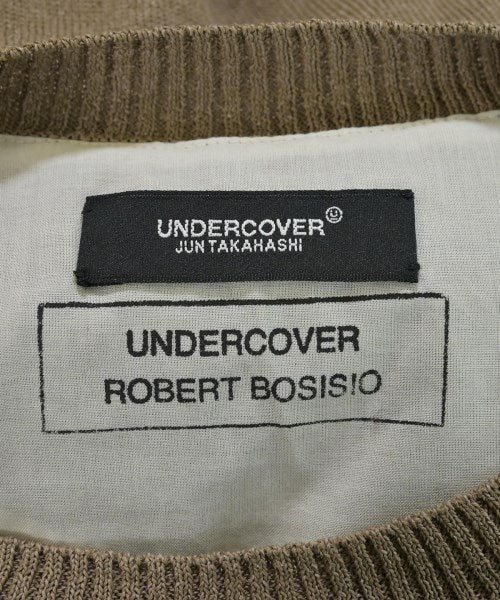 UNDERCOVER
JUN TAKAHASHI
UNDERCOVER
ROBERT BOSISIO